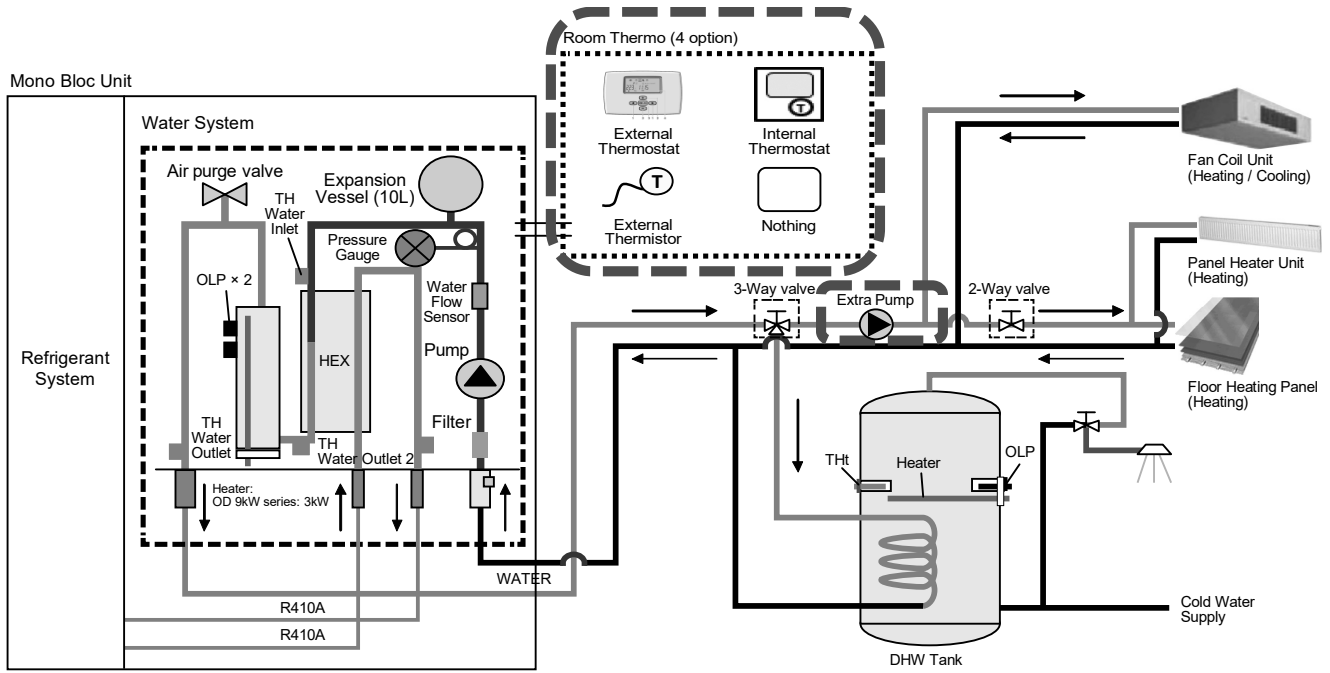 Room Thermo (4 option)
External
Thermostat
Internal
Thermostat
T
T
External
Thermistor
Nothing
Mono Bloc Unit
Water System
Air purge valve
Expansion
Vessel (10L)
TH
Water
Inlet
Pressure
Gauge
OLP × 2
Water
Flow
Sensor
Refrigerant
System
HEX
Pump
Filter
TH
Water
Outlet
TH
Water Outlet 2
Heater:
OD 9kW series: 3kW
WATER
R410A
R410A
3-Way valve
Extra Pump
2-Way valve
Fan Coil Unit
(Heating / Cooling)
Panel Heater Unit
(Heating)
Floor Heating Panel
(Heating)
THt
Heater
OLP
Cold Water
Supply
DHW Tank